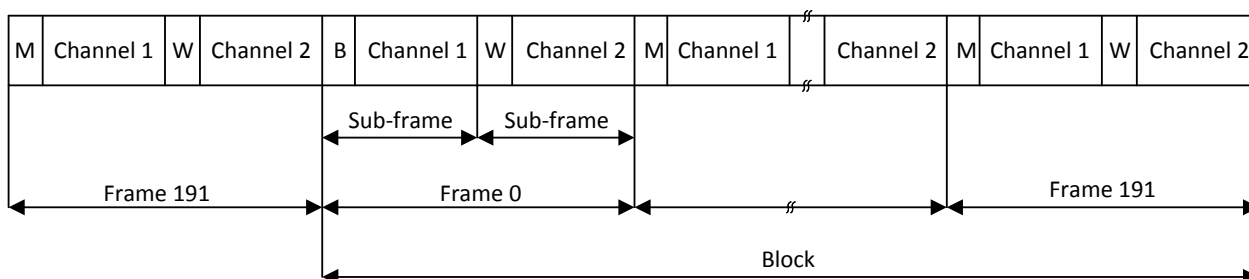 M Channel 1 W Channel 2 B Channel 1 W Channel 2 M Channel 1 Channel 2 M Channel 1 W Channel 2
Sub-frame Sub-frame
Frame 191 Frame 0 Frame 191
Block